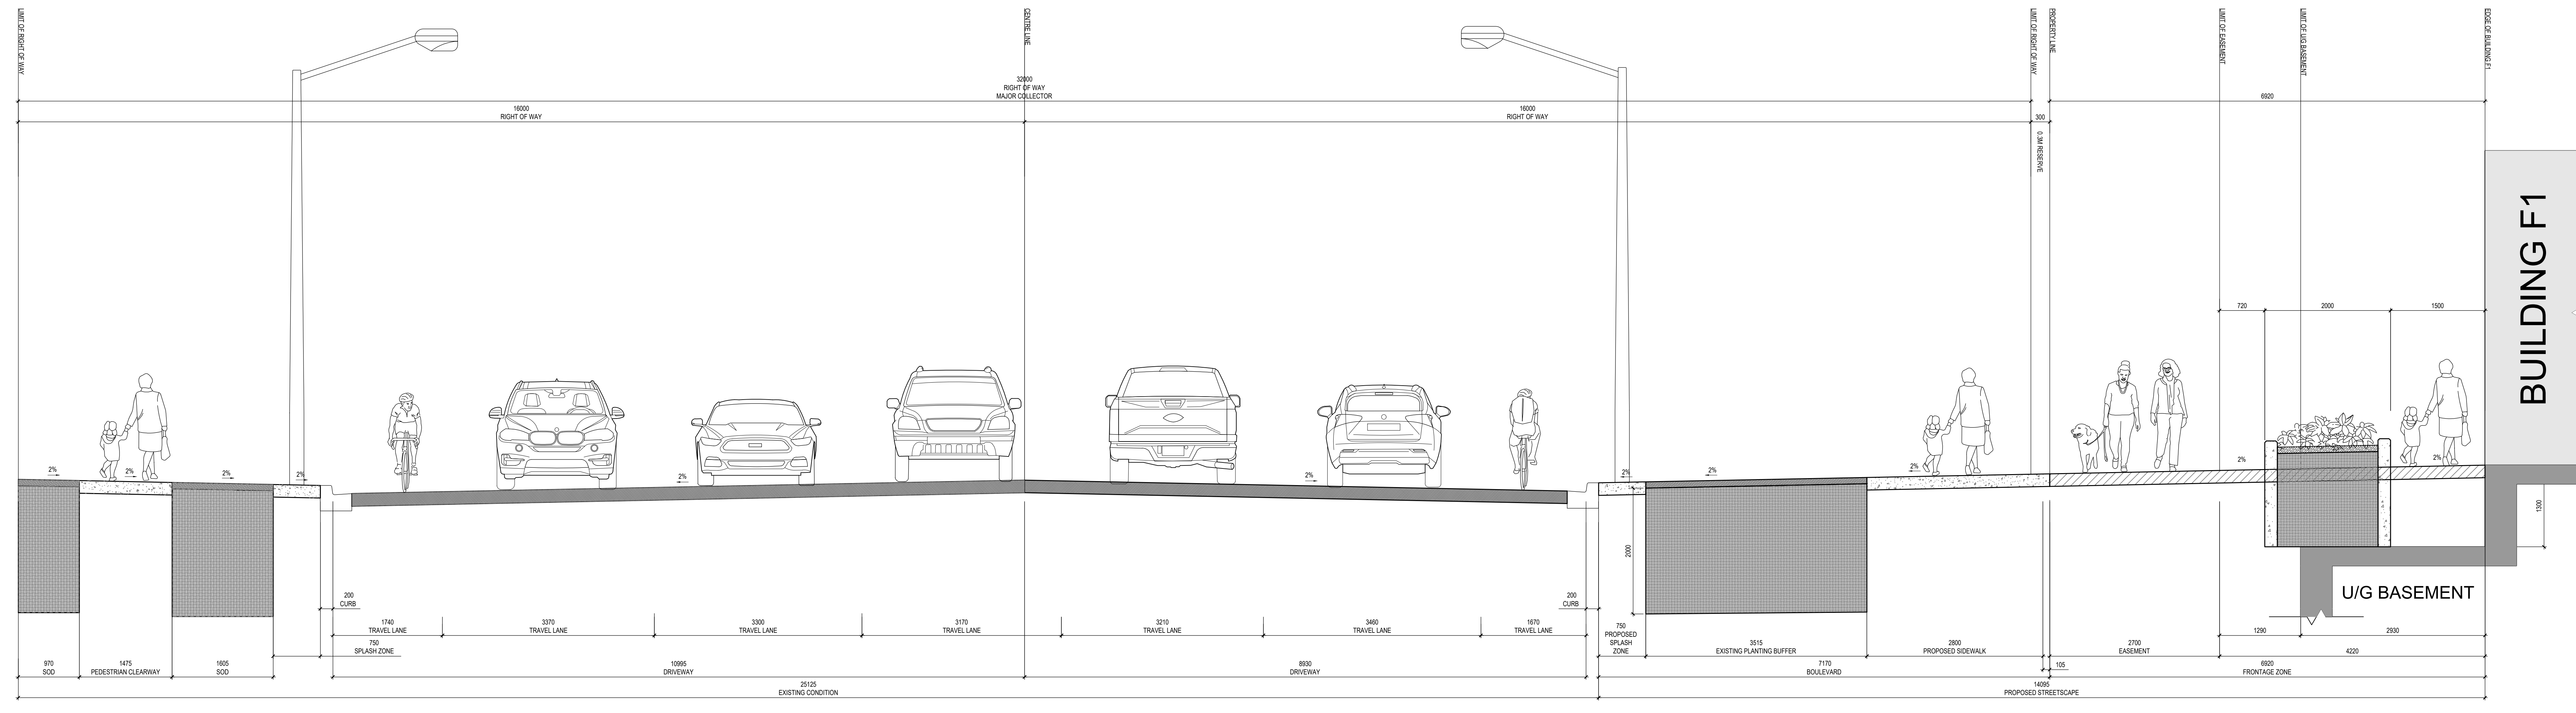 LIMIT OF RIGHT OF WAY
CENTRE LINE
LIMIT OF RIGHT OF WAY
PROPERTY LINE
LIMIT OF EASEMENT
LIMIT OF U/G BASEMENT
EDGE OF BUILDING F1
32000
RIGHT OF WAY
MAJOR COLLECTOR
6920
16000
RIGHT OF WAY
16000
RIGHT OF WAY
300
0.3M RESERVE
BUILDING F1
720
2000
1500
2%
2%
2%
2%
2%
2%
2%
2%
2%
2%
2%
2000
1300
U/G BASEMENT
200
CURB
200
CURB
1740
TRAVEL LANE
3370
TRAVEL LANE
3300
TRAVEL LANE
3170
TRAVEL LANE
3210
TRAVEL LANE
3460
TRAVEL LANE
1670
TRAVEL LANE
750
PROPOSED
SPLASH
ZONE
1290
2930
750
SPLASH ZONE
3515
EXISTING PLANTING BUFFER
2800
PROPOSED SIDEWALK
2700
EASEMENT
4220
970
SOD
1475
PEDESTRIAN CLEARWAY
1605
SOD
10995
DRIVEWAY
8930
DRIVEWAY
7170
BOULEVARD
105
6920
FRONTAGE ZONE
25125
EXISTING CONDITION
14095
PROPOSED STREETSCAPE